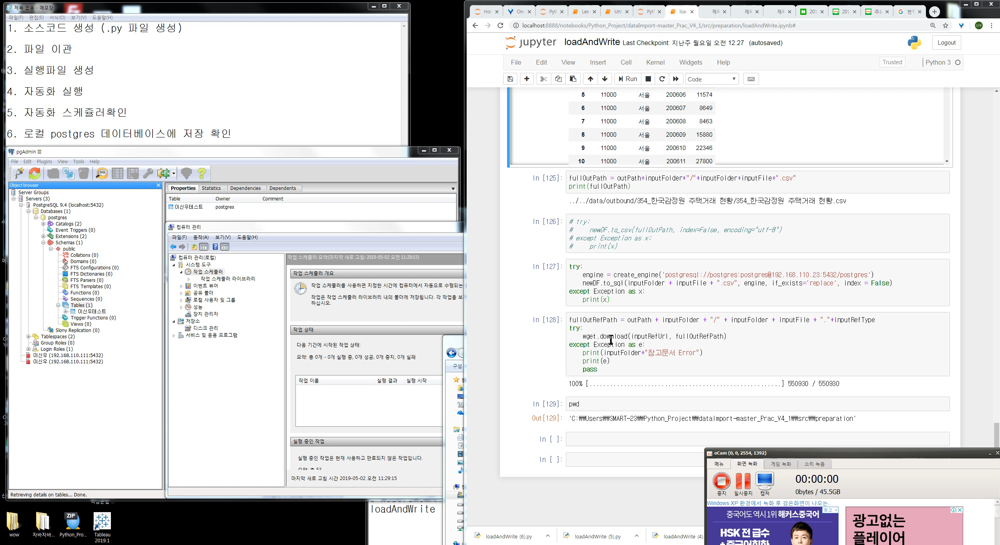 제목 없음 - 메모장
파일(F) 편집(E) 서식(O) 보기(V) 도움말(H)
1. 소스코드 생성 (.py 파일 생성)
2. 파일 이관
3. 실행파일 생성
4. 자동화 실행
5. 자동화 스케쥴러확인
6. 로컬 postgres 데이터베이스에 저장 확인
pgAdmin III
File Edit Plugins View Tools Help
Object browser
Server Groups
Servers (3)
PostgreSQL 9.4 (localhost:5432)
Databases (1)
postgres
Catalogs (2)
Event Triggers (0)
Extensions (2)
Schemas (1)
public
Collations (0)
Domains (0)
FTS Configurations (0)
FTS Dictionaries (0)
FTS Parsers (0)
FTS Templates (0)
Functions (0)
Sequences (0)
Tables (1)
이신우테스트
Trigger Functions (0)
Views (0)
Slony Replication (0)
Tablespaces (2)
Group Roles (0)
Login Roles (1)
이신우 (192.168.110.111:5432)
이신우 (192.168.110.111:5432)
Retrieving details on tables... Done.
Properties Statistics Dependencies Dependents
Table Owner Comment
이신우테스트 postgres
컴퓨터 관리
파일(F) 동작(A) 보기(V) 도움말(H)
컴퓨터 관리(로컬)
시스템 도구
작업 스케줄러
작업 스케줄러 라이브러리
이벤트 뷰어
공유 폴더
로컬 사용자 및 그룹
성능
장치 관리자
저장소
디스크 관리
서비스 및 응용 프로그램
작업 스케줄러 요약(마지막 새로 고침: 2019-05-02 오전 11:29:15)
작업 스케줄러 개요
작업 스케줄러를 사용하면 지정한 시간에 컴퓨터에서 자동으로 수행되는
작업은 작업 스케줄러 라이브러리 내의 폴더에 저장됩니다. 각 작업을 보
하십시오.
작업 상태
다음 기간에 시작된 작업 상태:
요약: 총 0개 - 0개 실행 중, 0개 성공, 0개 중지, 0개 실패
작업 이름 실행 결과 실행 시작
실행 중인 작업
실행 중인 작업은 현재 사용하고 만료되지 않은 작업입니다.
마지막 새로 고침 시간 2019-05-02 오전 11:29:15
구성
loadAndWrite
wow
자바자바...
ZIP
Python_Pro...
Tableau
2019.1
Hor One Pytl Lee Unt Pytl load 제목 제목 제목 201 201 주노 번역
localhost:8888/notebooks/Python_Project/dataImport-master_Prac_V4_1/src/preparation/loadAndWrite.ipynb#
신우
jupyter loadAndWrite Last Checkpoint: 지난주 월요일 오전 12:27 (autosaved)
Logout
File Edit View Insert Cell Kernel Widgets Help
Trusted Python 3
Run Code
5 11000 서울 200606 11574
6 11000 서울 200607 8649
7 11000 서울 200608 8463
8 11000 서울 200609 15880
9 11000 서울 200610 22346
10 11000 서울 200611 27800
In [125]: fullOutPath = outPath+inputFolder+"/"+inputFolder+inputFile+".csv"
print(fullOutPath)
../../data/outbound/354_한국감정원 주택거래 현황/354_한국감정원 주택거래 현황.csv
In [126]: # try:
#     newDF.to_csv(fullOutPath, index=False, encoding="utf-8")
# except Exception as x:
#     print(x)
In [127]: try:
engine = create_engine('postgresql://postgres:postgres@192.168.110.23:5432/postgres')
newDF.to_sql(inputFolder + inputFile + ".csv", engine, if_exists='replace', index = False)
except Exception as x:
print(x)
In [128]: fullOutRefPath = outPath + inputFolder + "/" + inputFolder + inputFile + "."+inputRefType
try:
wget.download(inputRefUrl, fullOutRefPath)
except Exception as e:
print(inputFolder+"참고문서 Error")
print(e)
pass
100% [........................................................] 550930 / 550930
In [129]: pwd
Out[129]: 'C:₩₩Users₩₩SMART-23₩₩Python_Project₩₩dataImport-master_Prac_V4_1₩₩src₩₩preparation'
In [ ]:
In [ ]:
oCam (0, 0, 2554, 1392)
메뉴 화면 녹화 게임 녹화 소리 녹음
중지 일시중지 캡처
00:00:00
0bytes / 45.5GB
Windows XP 환경에서 녹화 후 검은화면이 나오는..
중국어도 역시 1위 해커스중국어
광고
HSK 전 급수
광고없는
플레이어
loadAndWrite (6).py loadAndWrite (5).py loadAndWrite (4).